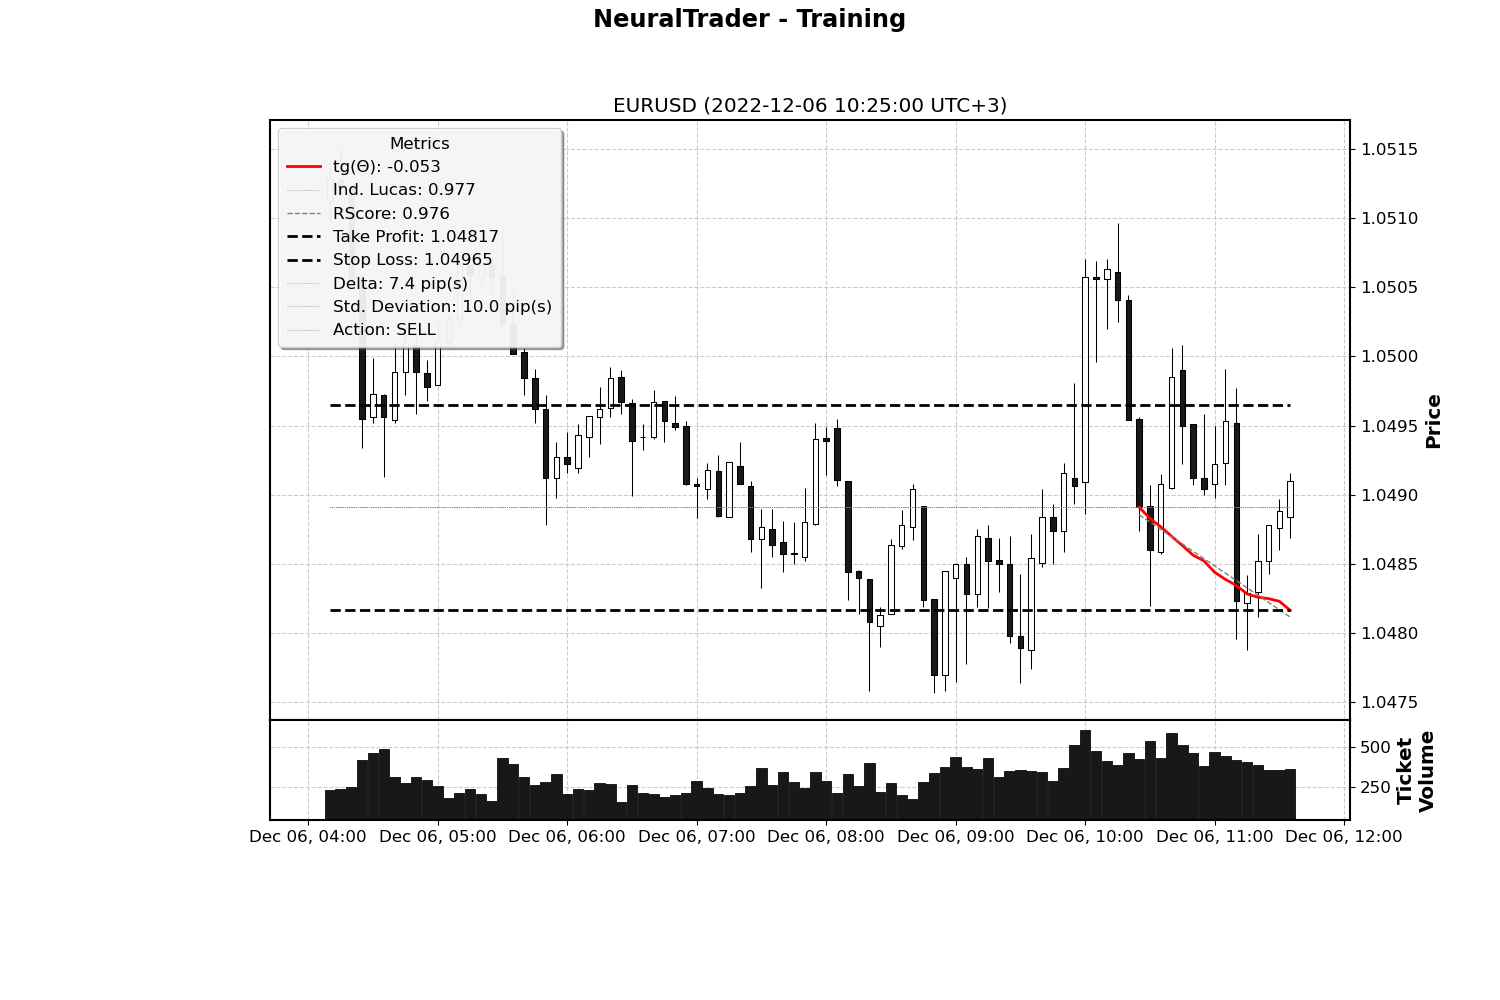 NeuralTrader - Training
EURUSD (2022-12-06 10:25:00 UTC+3)
Metrics
tg(Θ): -0.053
Ind. Lucas: 0.977
RScore: 0.976
Take Profit: 1.04817
Stop Loss: 1.04965
Delta: 7.4 pip(s)
Std. Deviation: 10.0 pip(s)
Action: SELL
1.0515
1.0510
1.0505
1.0500
1.0495
1.0490
1.0485
1.0480
1.0475
Price
500
250
Ticket
Volume
Dec 06, 04:00
Dec 06, 05:00
Dec 06, 06:00
Dec 06, 07:00
Dec 06, 08:00
Dec 06, 09:00
Dec 06, 10:00
Dec 06, 11:00
Dec 06, 12:00